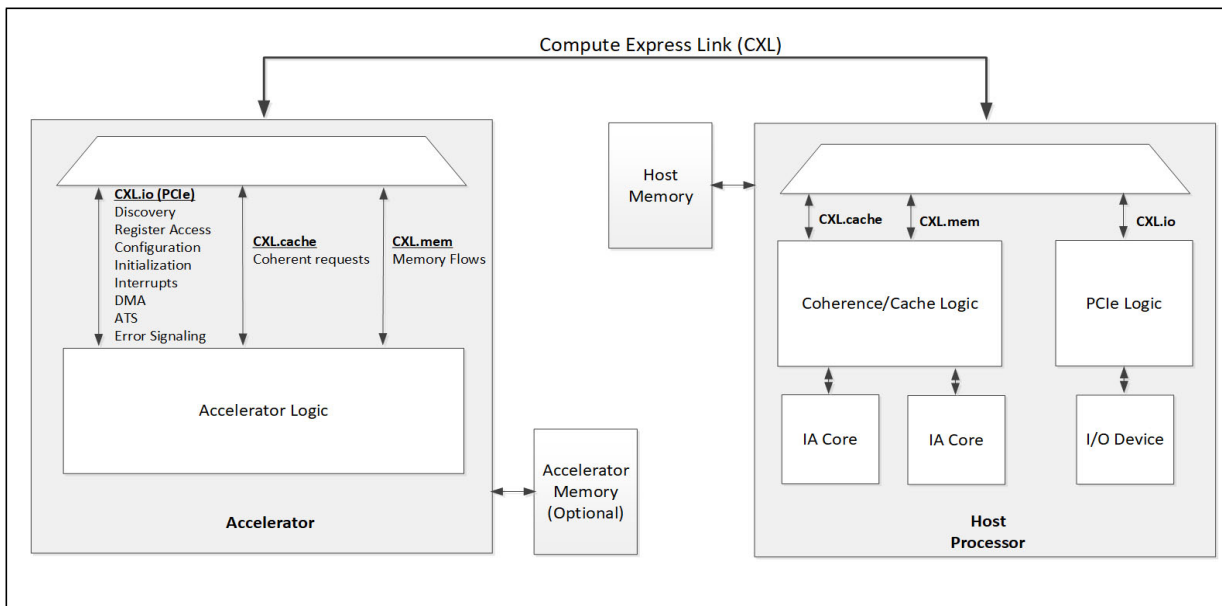 Compute Express Link (CXL)
CXL.io (PCIe)
Discovery
Register Access
Configuration
Initialization
Interrupts
DMA
ATS
Error Signaling
CXL.cache
Coherent requests
CXL.mem
Memory Flows
Accelerator Logic
Accelerator
Accelerator
Memory
(Optional)
Host
Memory
CXL.cache
CXL.mem
CXL.io
Coherence/Cache Logic
PCIe Logic
IA Core
IA Core
I/O Device
Host
Processor